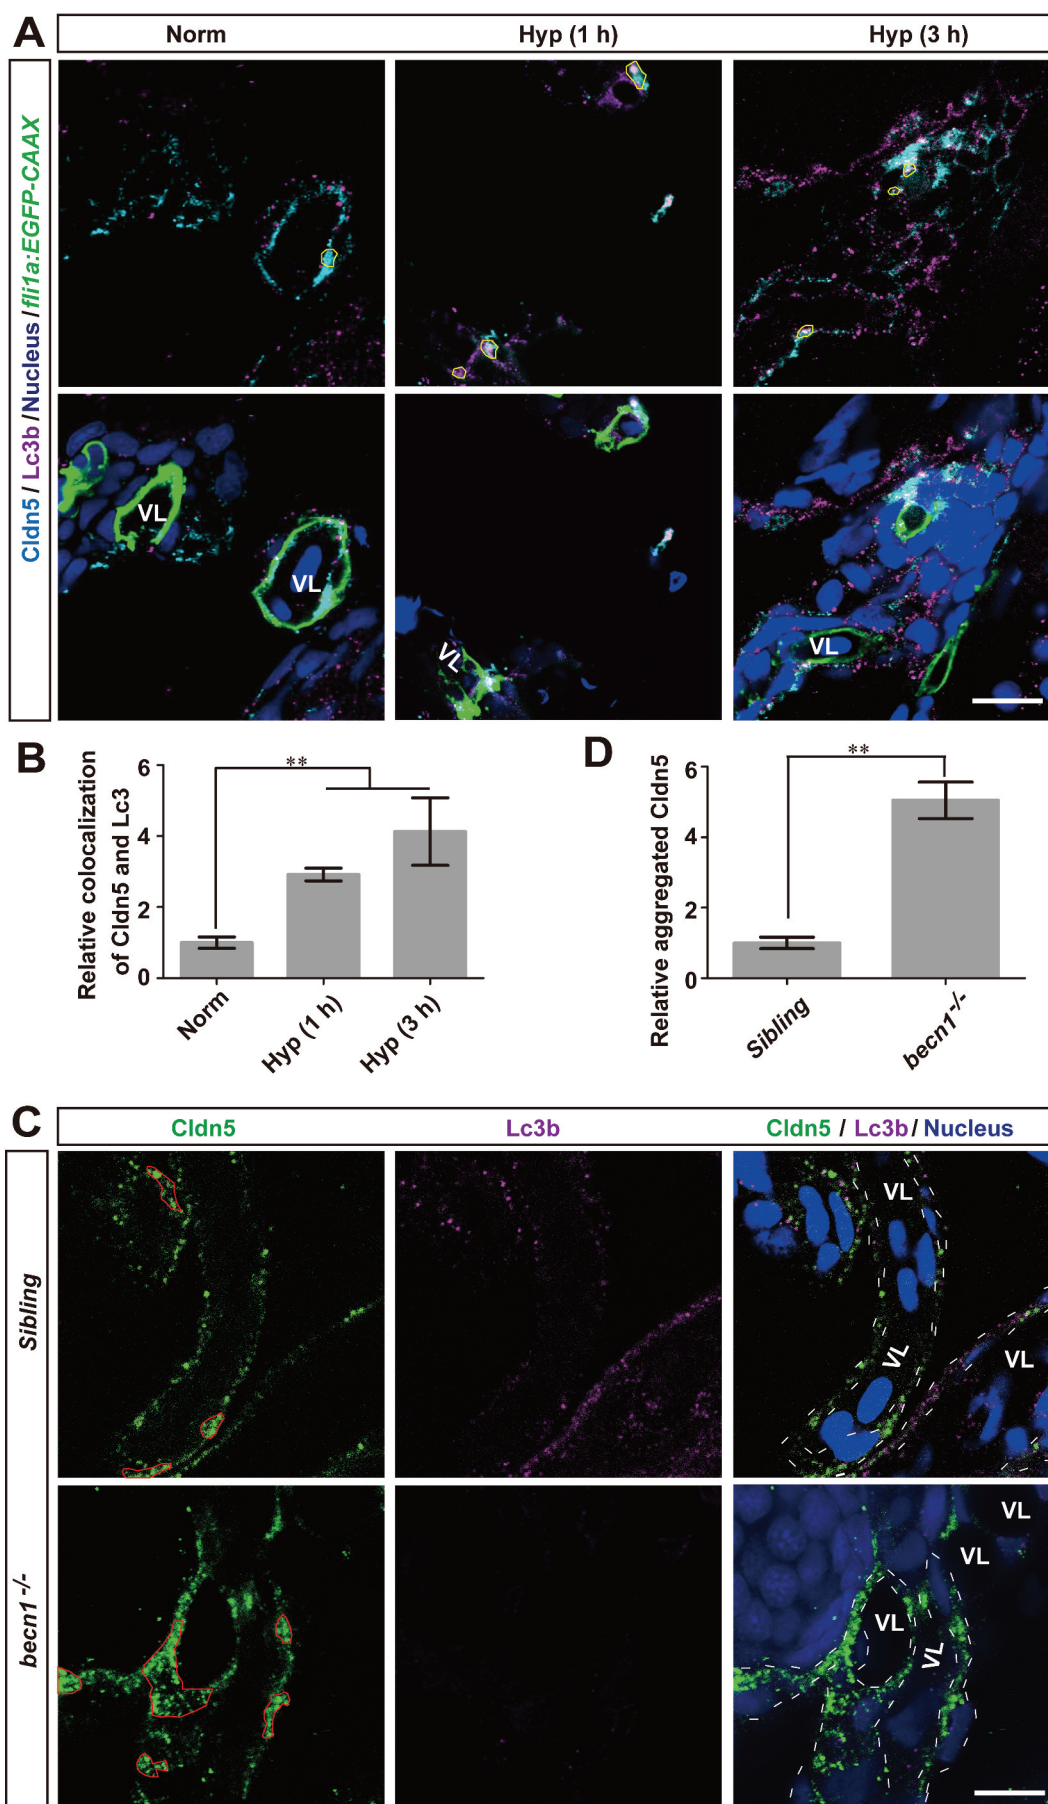 A
Norm
Hyp (1 h)
Hyp (3 h)
Cldn5 / Lc3b / Nucleus / fli1a:EGFP-CAAX
VL
VL
VL
VL
B
Relative colocalization
of Cldn5 and Lc3
6
4
2
0
**
Norm
Hyp (1 h)
Hyp (3 h)
D
Relative aggregated Cldn5
6
4
2
0
**
Sibling
becn1-/-
C
Cldn5
Lc3b
Cldn5 / Lc3b / Nucleus
Sibling
VL
VL
VL
becn1-/-
VL
VL
VL
VL